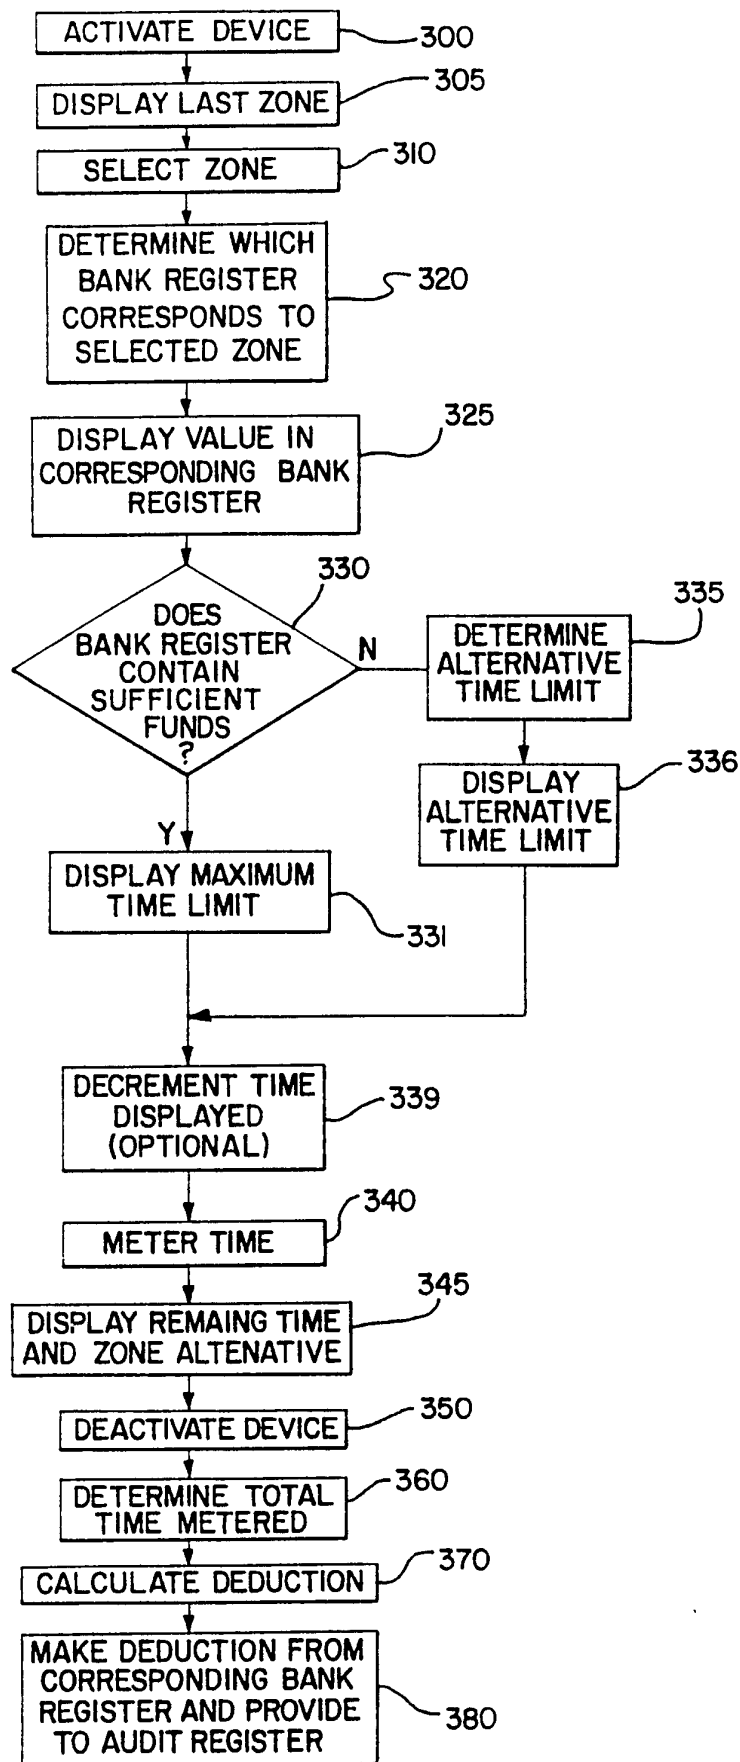 ACTIVATE DEVICE
300
DISPLAY LAST ZONE
305
SELECT ZONE
310
DETERMINE WHICH
BANK REGISTER
CORRESPONDS TO
SELECTED ZONE
320
DISPLAY VALUE IN
CORRESPONDING BANK
REGISTER
325
DOES
BANK REGISTER
CONTAIN
SUFFICIENT
FUNDS
?
330
N
DETERMINE
ALTERNATIVE
TIME LIMIT
335
DISPLAY
ALTERNATIVE
TIME LIMIT
336
Y
DISPLAY MAXIMUM
TIME LIMIT
331
DECREMENT TIME
DISPLAYED
(OPTIONAL)
339
METER TIME
340
DISPLAY REMAING TIME
AND ZONE ALTENATIVE
345
DEACTIVATE DEVICE
350
DETERMINE TOTAL
TIME METERED
360
CALCULATE DEDUCTION
370
MAKE DEDUCTION FROM
CORRESPONDING BANK
REGISTER AND PROVIDE
TO AUDIT REGISTER
380